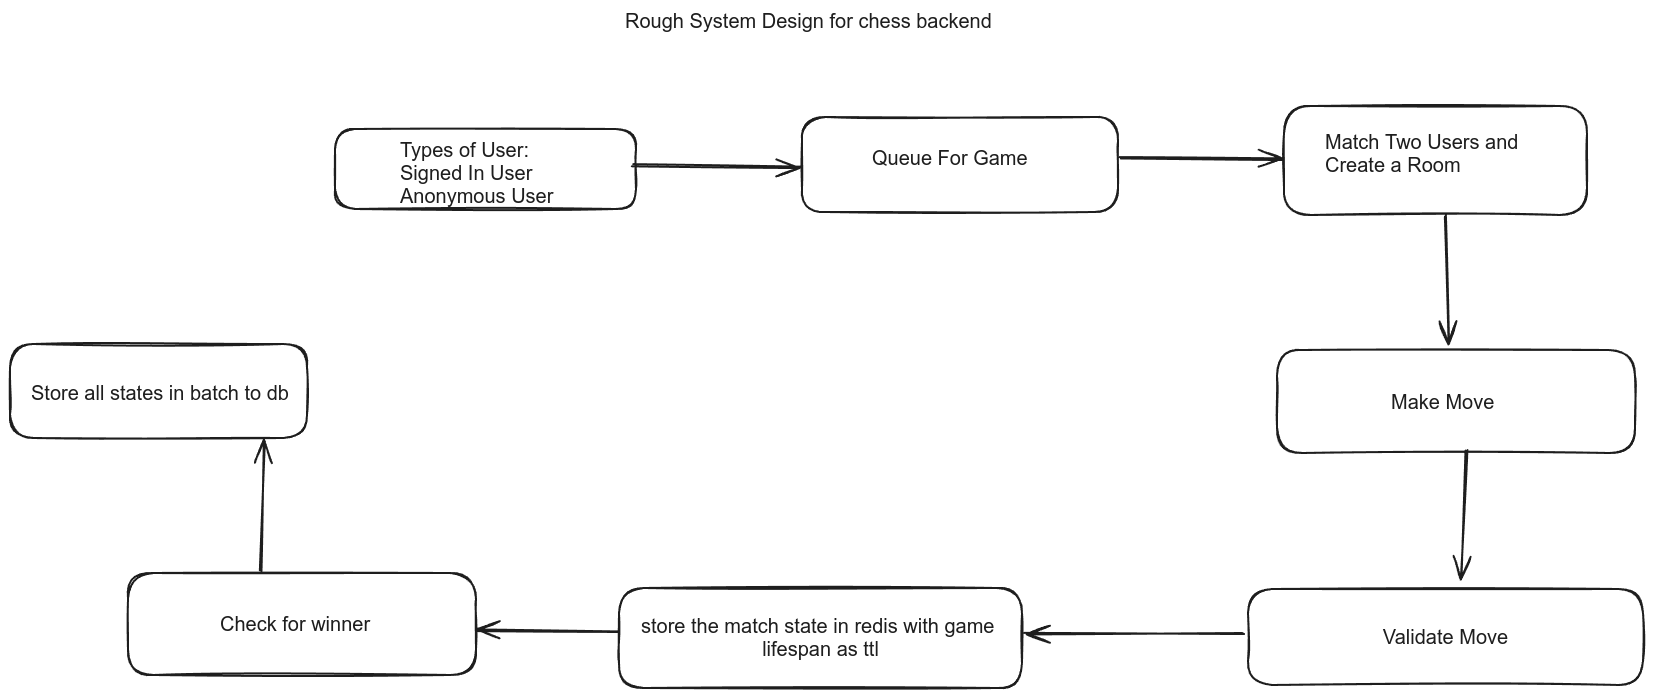 Rough System Design for chess backend
Types of User:
Signed In User
Anonymous User
Queue For Game
Match Two Users and
Create a Room
Make Move
Validate Move
store the match state in redis with game
lifespan as ttl
Check for winner
Store all states in batch to db